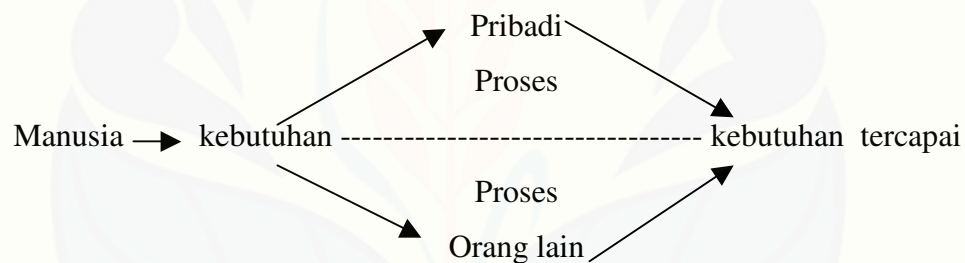 Pribadi
Proses
Manusia kebutuhan kebutuhan tercapai
Proses
Orang lain